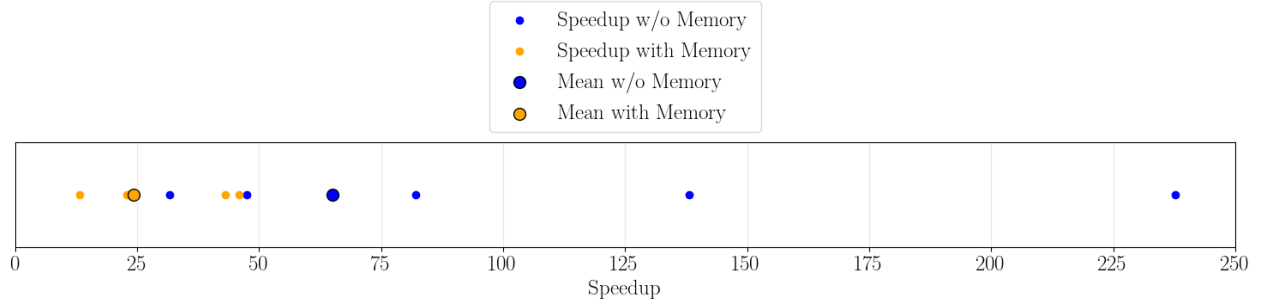 Speedup w/o Memory
Speedup with Memory
Mean w/o Memory
Mean with Memory
0 25 50 75 100 125 150 175 200 225 250
Speedup